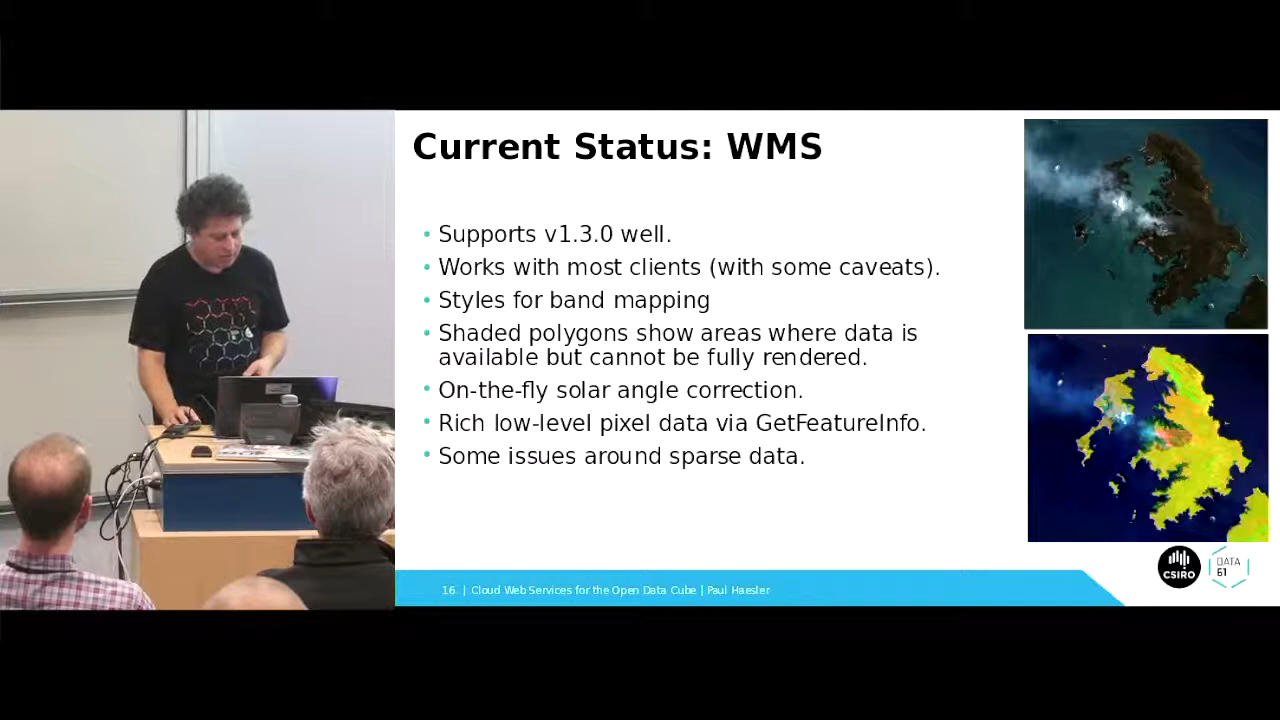 Current Status: WMS
• Supports v1.3.0 well.
• Works with most clients (with some caveats).
• Styles for band mapping
• Shaded polygons show areas where data is
available but cannot be fully rendered.
• On-the-fly solar angle correction.
• Rich low-level pixel data via GetFeatureInfo.
• Some issues around sparse data.
CSIRO
DATA
61
16 | Cloud Web Services for the Open Data Cube | Paul Haesler